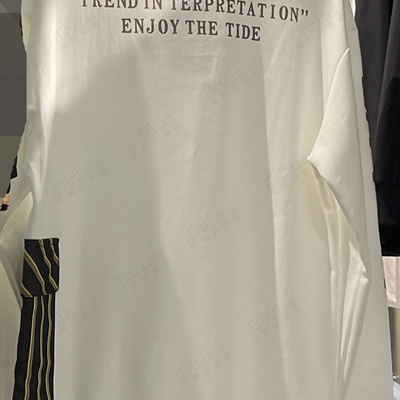 TREND IN TERPRETATION"
ENJOY THE TIDE